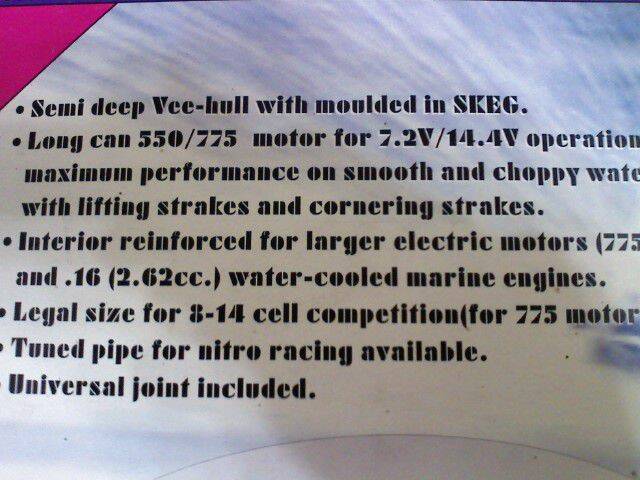 • Semi deep Vee-hull with moulded in SKEG.
• Long can 550/775 motor for 7.2V/14.4V operation
maximum performance on smooth and choppy wate
with lifting strakes and cornering strakes.
• Interior reinforced for larger electric motors (775
and .16 (2.62cc.) water-cooled marine engines.
• Legal size for 8-14 cell competition(for 775 motor
• Tuned pipe for nitro racing available.
• Universal joint included.